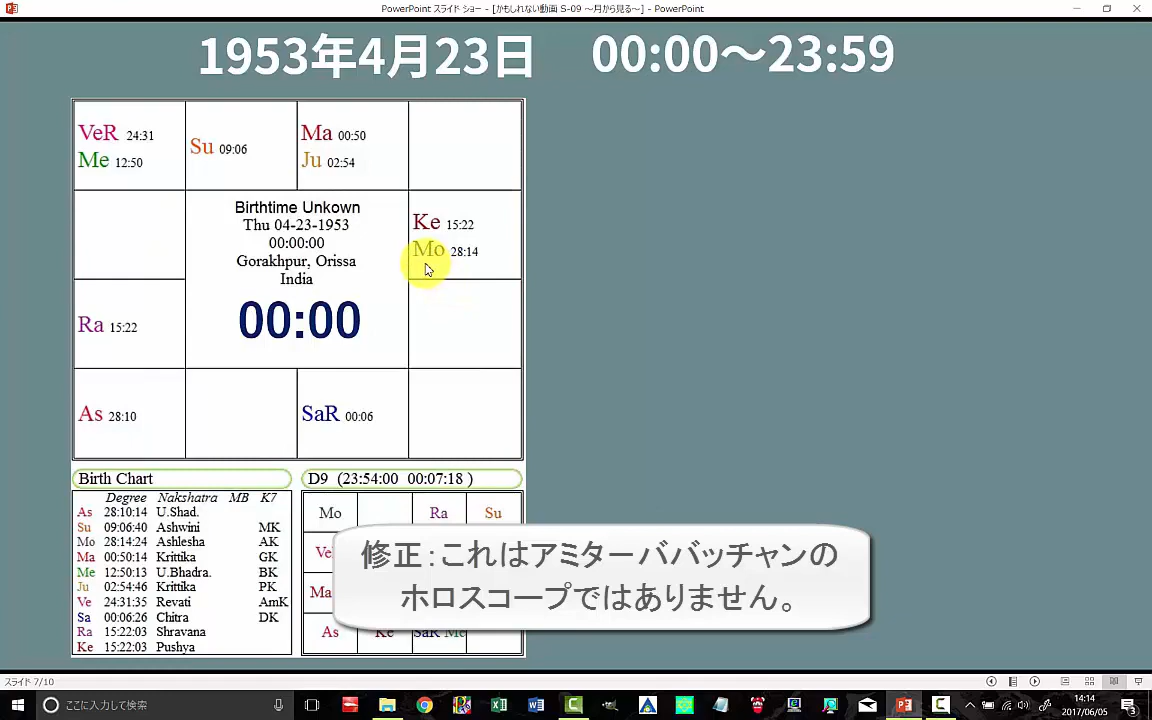 PowerPoint スライド ショー - [かもしれない動画 S-09 ～月から見る～] - PowerPoint
1953年4月23日 00:00～23:59
VeR 24:31
Me 12:50
Su 09:06
Ma 00:50
Ju 02:54
Birthtime Unkown
Thu 04-23-1953
00:00:00
Gorakhpur, Orissa
India
00:00
Ke 15:22
Mo 28:14
Ra 15:22
As 28:10
SaR 00:06
Birth Chart
Degree Nakshatra MB K7
As 28:10:14 U.Shad.
Su 09:06:40 Ashwini MK
Mo 28:14:24 Ashlesha AK
Ma 00:50:14 Krittika GK
Me 12:50:13 U.Bhadra. BK
Ju 02:54:46 Krittika PK
Ve 24:31:35 Revati AmK
Sa 00:06:26 Chitra DK
Ra 15:22:03 Shravana
Ke 15:22:03 Pushya
D9 (23:54:00 00:07:18 )
Mo Ra Su
Ma
As Ke SaR Me
修正：これはアミターババッチャンの
ホロスコープではありません。
スライド 7/10
ここに入力して検索
14:14
2017/06/05